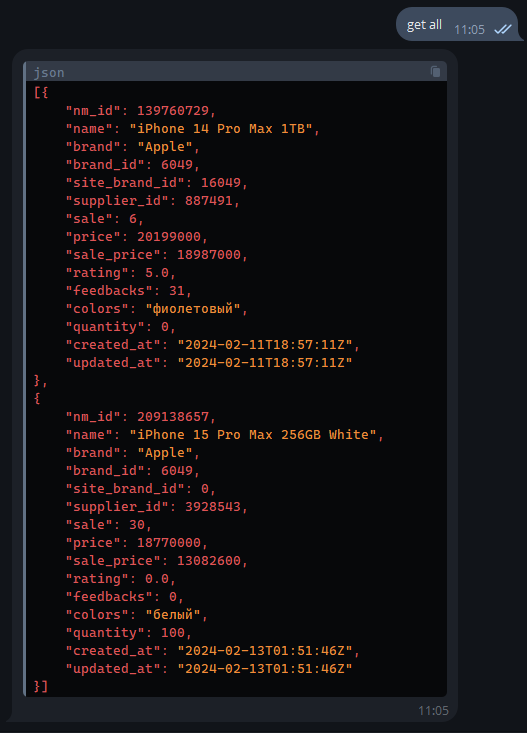 get all 11:05
json
[{
    "nm_id": 139760729,
    "name": "iPhone 14 Pro Max 1TB",
    "brand": "Apple",
    "brand_id": 6049,
    "site_brand_id": 16049,
    "supplier_id": 887491,
    "sale": 6,
    "price": 20199000,
    "sale_price": 18987000,
    "rating": 5.0,
    "feedbacks": 31,
    "colors": "фиолетовый",
    "quantity": 0,
    "created_at": "2024-02-11T18:57:11Z",
    "updated_at": "2024-02-11T18:57:11Z"
},
{
    "nm_id": 209138657,
    "name": "iPhone 15 Pro Max 256GB White",
    "brand": "Apple",
    "brand_id": 6049,
    "site_brand_id": 0,
    "supplier_id": 3928543,
    "sale": 30,
    "price": 18770000,
    "sale_price": 13082600,
    "rating": 0.0,
    "feedbacks": 0,
    "colors": "белый",
    "quantity": 100,
    "created_at": "2024-02-13T01:51:46Z",
    "updated_at": "2024-02-13T01:51:46Z"
}]
11:05